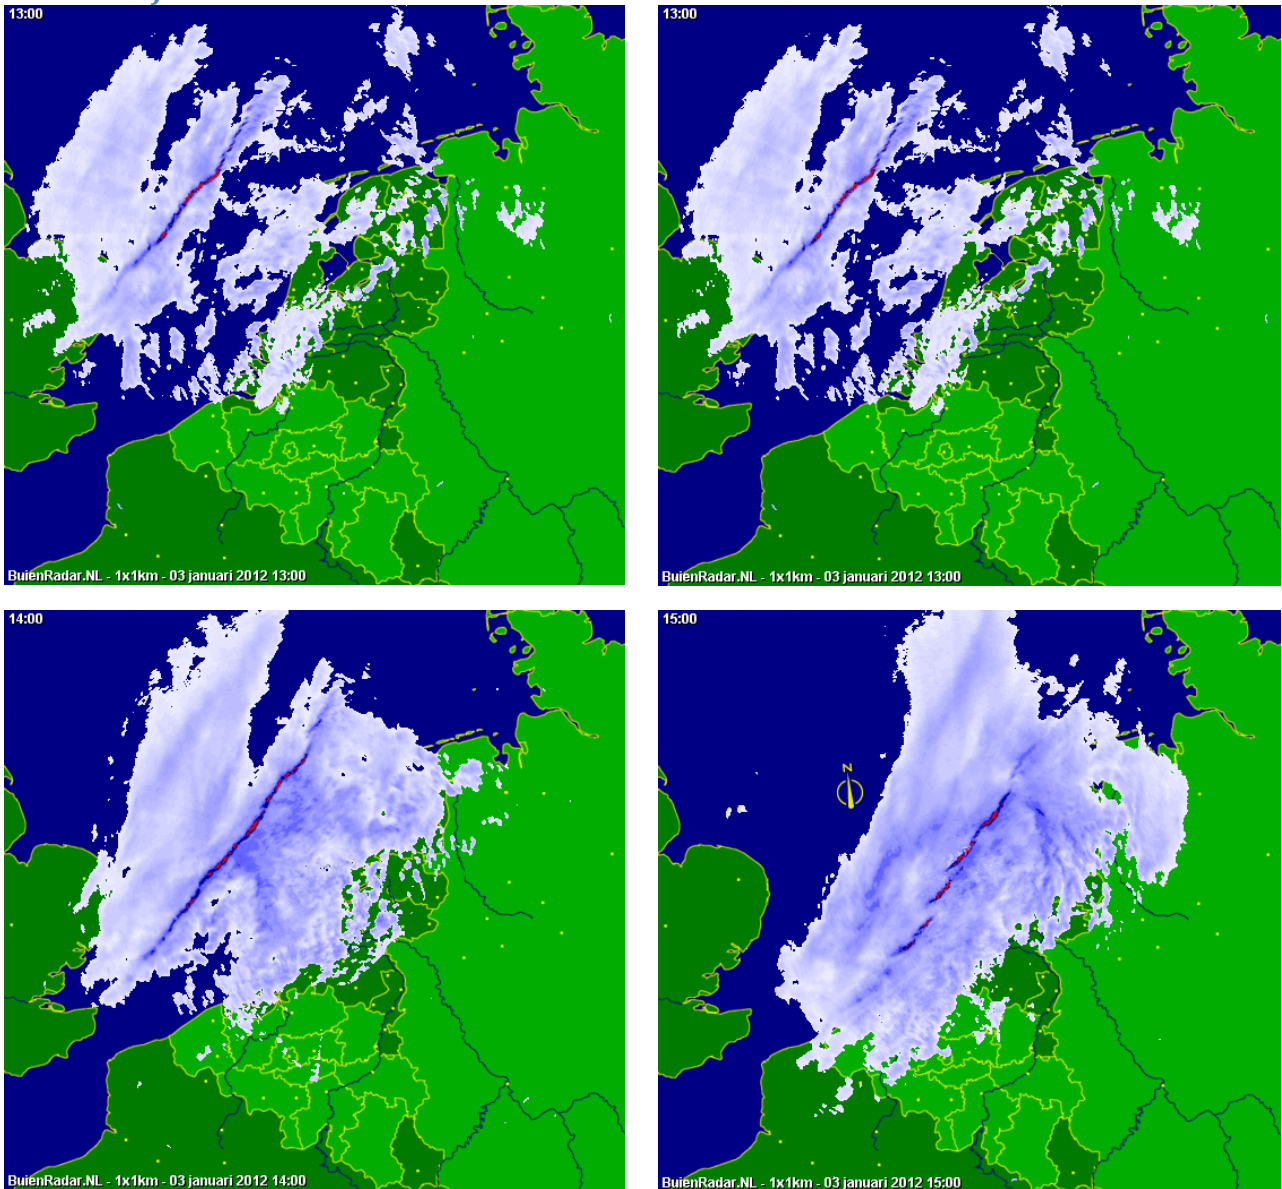 13:00
BuienRadar.NL - 1x1km - 03 januari 2012 13:00
13:00
BuienRadar.NL - 1x1km - 03 januari 2012 13:00
14:00
BuienRadar.NL - 1x1km - 03 januari 2012 14:00
15:00
N
BuienRadar.NL - 1x1km - 03 januari 2012 15:00